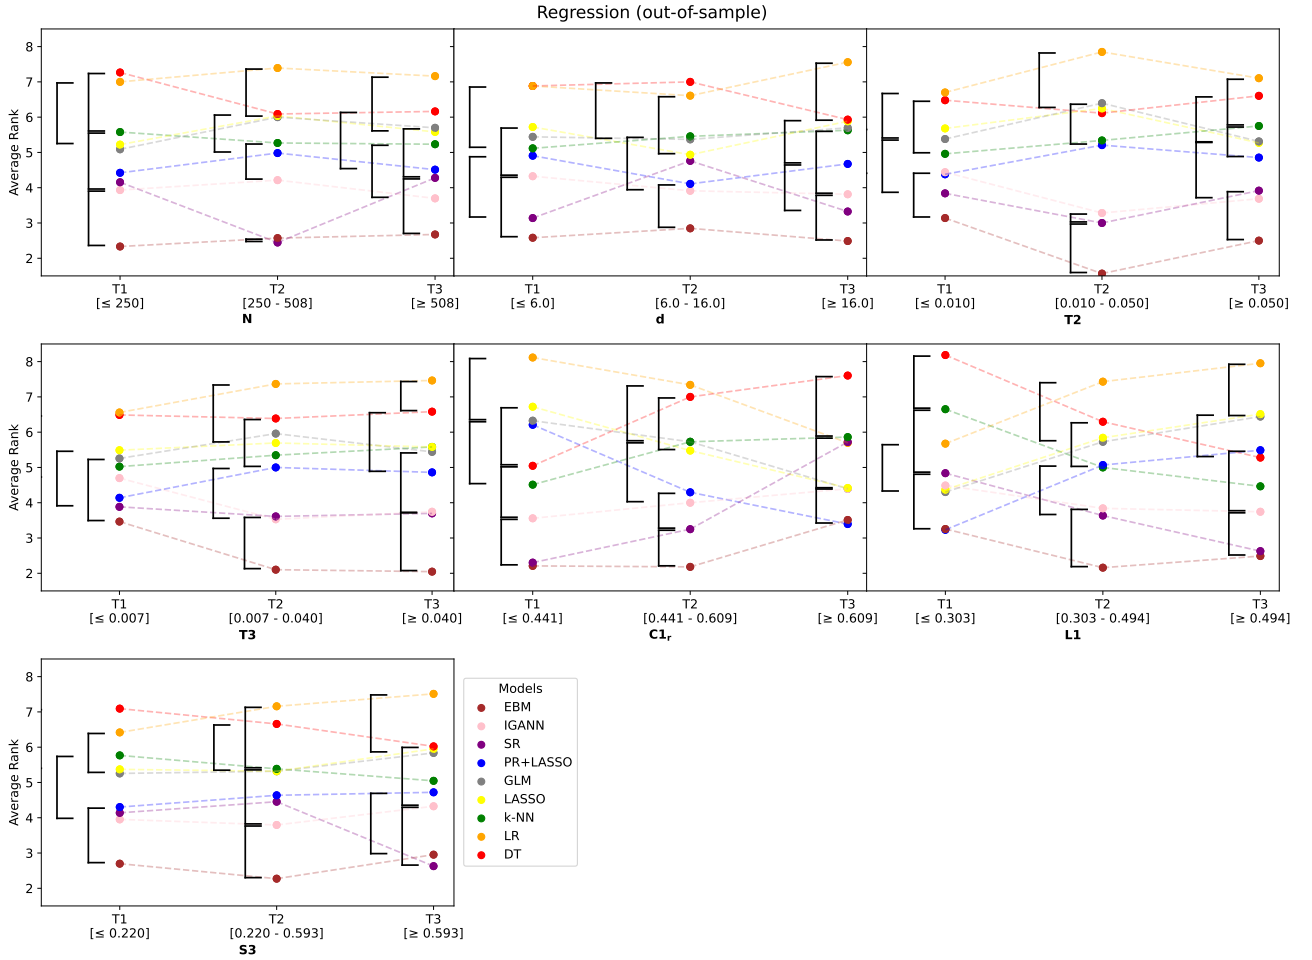 Regression (out-of-sample)
Average Rank
8
7
6
5
4
3
2
T1 T2 T3
[≤ 250] [250 - 508] [≥ 508]
N
T1 T2 T3
[≤ 6.0] [6.0 - 16.0] [≥ 16.0]
d
T1 T2 T3
[≤ 0.010] [0.010 - 0.050] [≥ 0.050]
T2
Average Rank
8
7
6
5
4
3
2
T1 T2 T3
[≤ 0.007] [0.007 - 0.040] [≥ 0.040]
T3
T1 T2 T3
[≤ 0.441] [0.441 - 0.609] [≥ 0.609]
C1r
T1 T2 T3
[≤ 0.303] [0.303 - 0.494] [≥ 0.494]
L1
Average Rank
8
7
6
5
4
3
2
T1 T2 T3
[≤ 0.220] [0.220 - 0.593] [≥ 0.593]
S3
Models
EBM
IGANN
SR
PR+LASSO
GLM
LASSO
k-NN
LR
DT